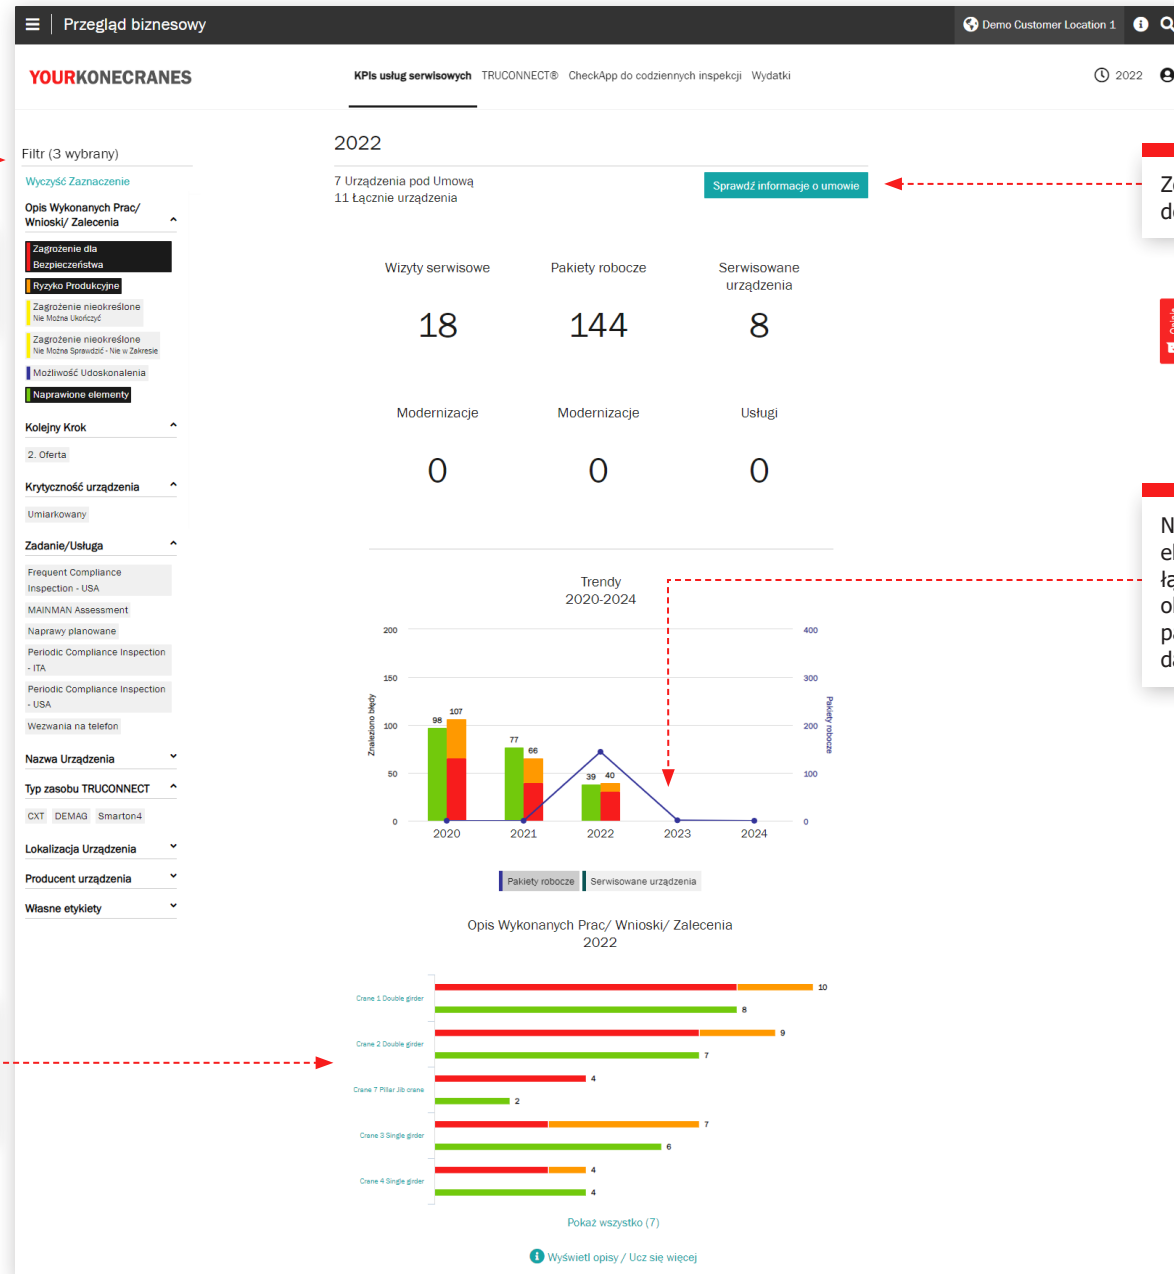 Przegląd biznesowy
Demo Customer Location 1
YOURKONECRANES
KPIs usług serwisowych TRUCONNECT® CheckApp do codziennych inspekcji Wydatki
2022
Filtr (3 wybrany)
Wyczyść Zaznaczenie
Opis Wykonanych Prac/
Wnioski/ Zalecenia
Zagrożenie dla
Bezpieczeństwa
Ryzyko Produkcyjne
Zagrożenie nieokreślone
Nie Można Ukończyć
Zagrożenie nieokreślone
Nie Można Sprawdzić - Nie w Zakresie
Możliwość Udoskonalenia
Naprawione elementy
Kolejny Krok
2. Oferta
Krytyczność urządzenia
Umiarkowany
Zadanie/Usługa
Frequent Compliance
Inspection - USA
MAINMAN Assessment
Naprawy planowane
Periodic Compliance Inspection
- ITA
Periodic Compliance Inspection
- USA
Wezwania na telefon
Nazwa Urządzenia
Typ zasobu TRUCONNECT
CXT DEMAG Smarton4
Lokalizacja Urządzenia
Producent urządzenia
Własne etykiety
2022
7 Urządzenia pod Umową
11 Łącznie urządzenia
Sprawdź informacje o umowie
Wizyty serwisowe
18
Pakiety robocze
144
Serwisowane
urządzenia
8
Modernizacje
0
Modernizacje
0
Usługi
0
Trendy
2020-2024
200
150
100
50
0
Znaleziono błędy
400
300
200
100
0
Pakiety robocze
98 107
77
66
39 40
2020 2021 2022 2023 2024
Pakiety robocze
Serwisowane urządzenia
Opis Wykonanych Prac/ Wnioski/ Zalecenia
2022
Crane 1 Double girder
10
8
Crane 2 Double girder
9
7
Crane 7 Pillar Jib crane
4
2
Crane 3 Single girder
7
6
Crane 4 Single girder
4
4
Pokaż wszystko (7)
Wyświetl opisy / Ucz się więcej